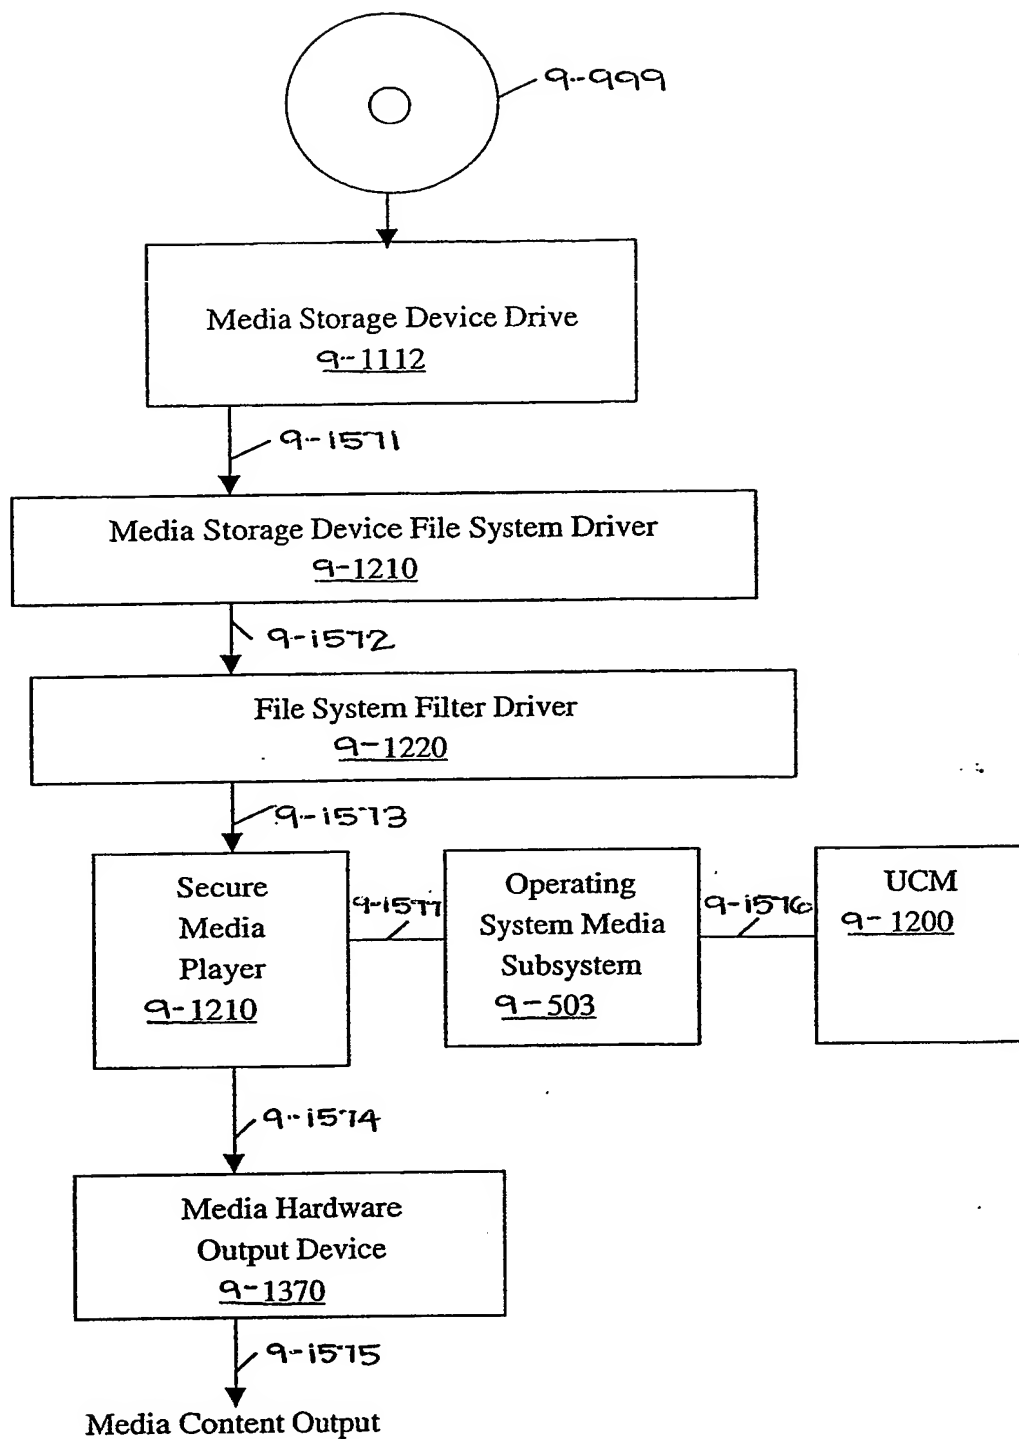 9-999
Media Storage Device Drive
9-1112
9-1571
Media Storage Device File System Driver
9-1210
9-1572
File System Filter Driver
9-1220
9-1573
Secure
Media
Player
9-1210
9-1577
Operating
System Media
Subsystem
9-503
9-1576
UCM
9-1200
9-1574
Media Hardware
Output Device
9-1370
9-1575
Media Content Output